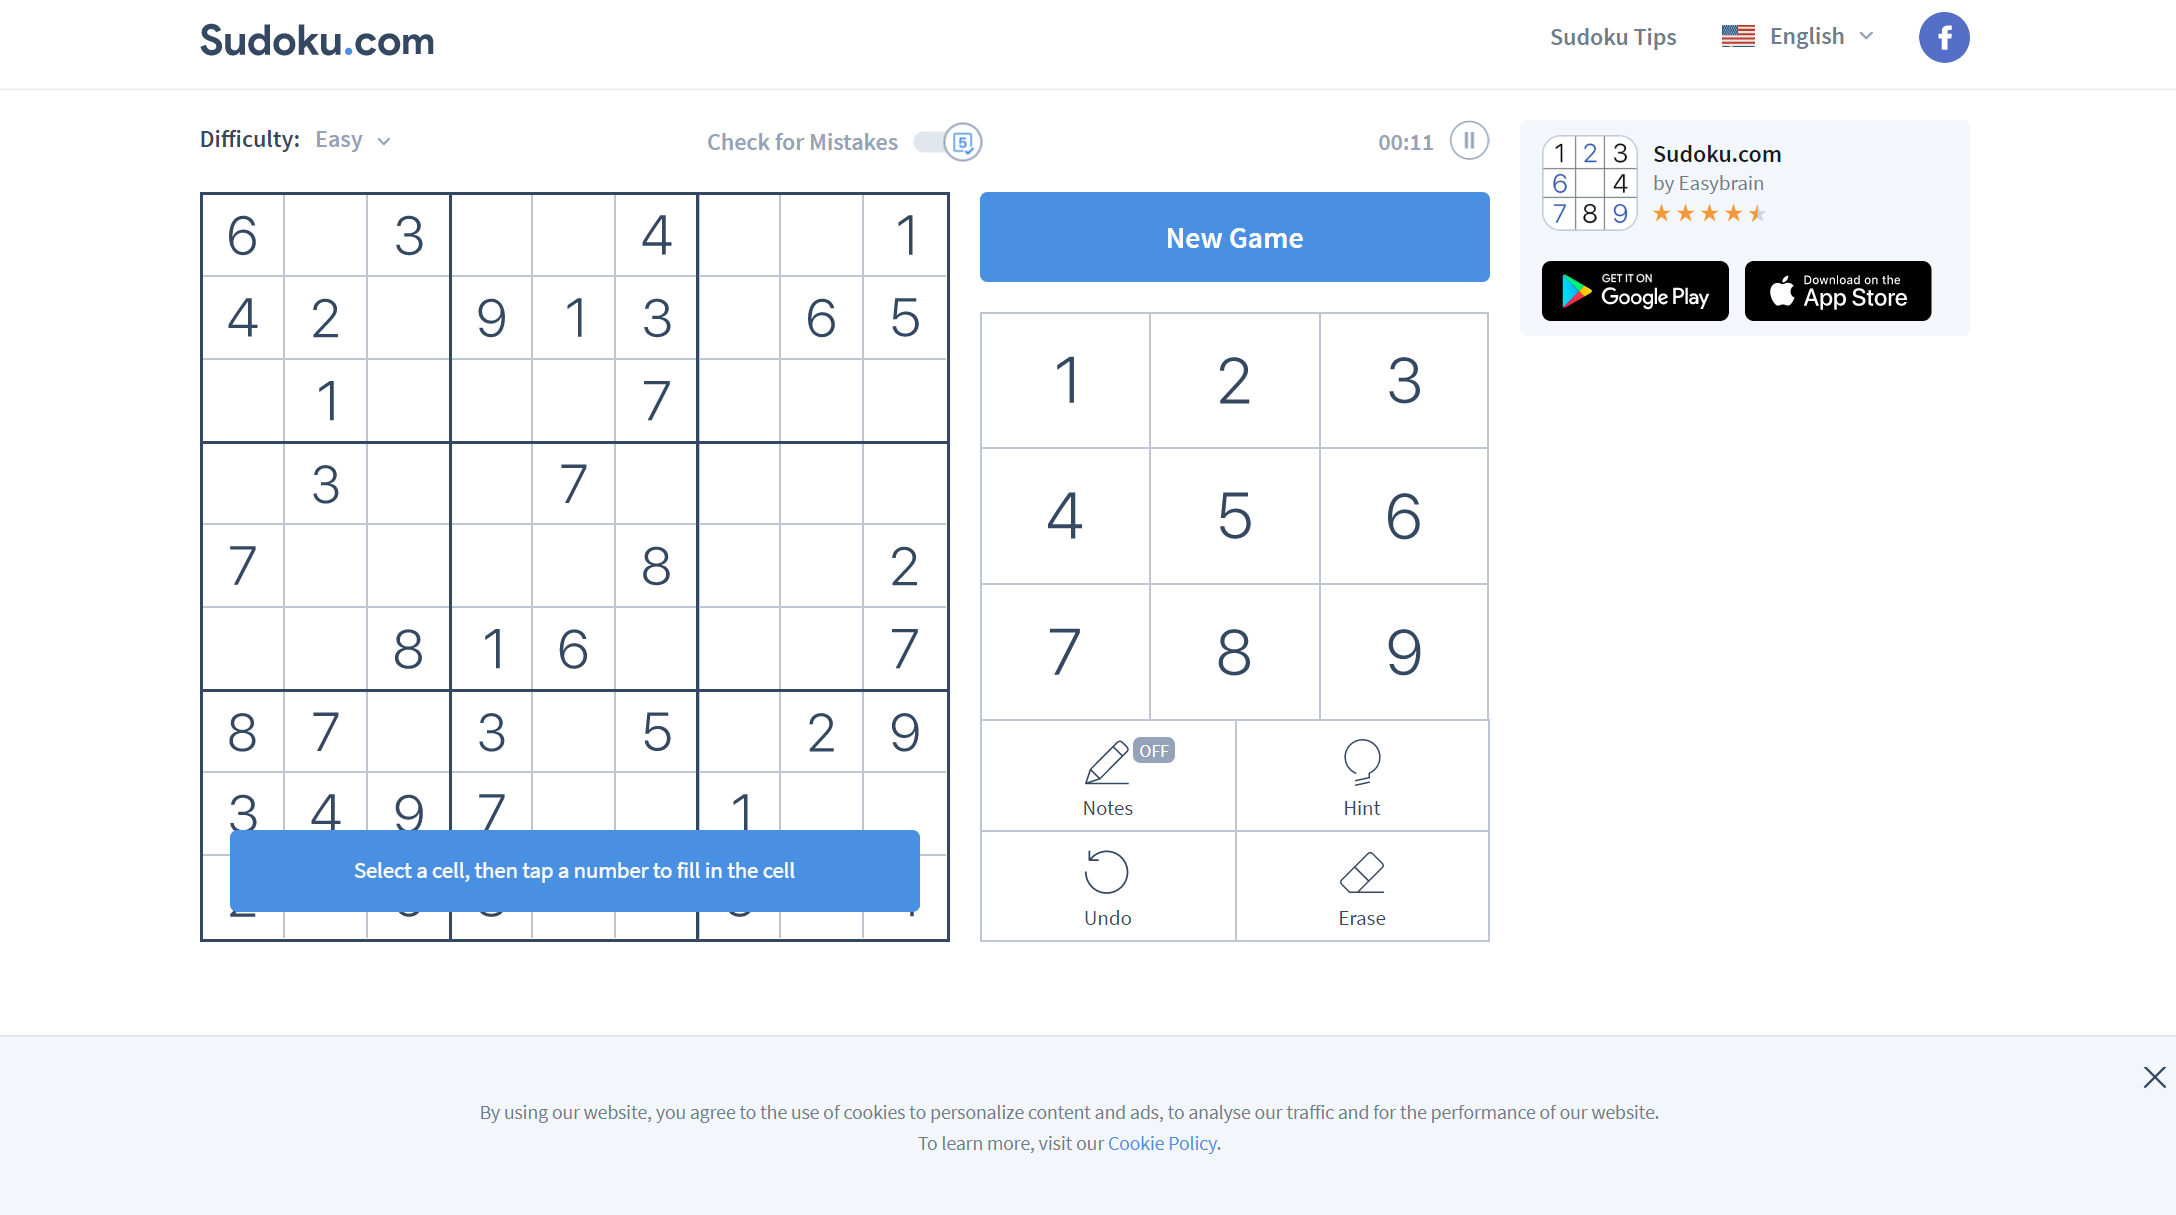 Sudoku.com
Sudoku Tips
English
f
Difficulty: Easy
Check for Mistakes
5
00:11
6 3 4 1
4 2 9 1 3 6 5
1 7
3 7
7 8 2
8 1 6 7
8 7 3 5 2 9
3 4 9 7 1
Select a cell, then tap a number to fill in the cell
New Game
1 2 3
4 5 6
7 8 9
OFF
Notes
Hint
Undo
Erase
1 2 3
6 4
7 8 9
Sudoku.com
by Easybrain
GET IT ON
Google Play
Download on the
App Store
By using our website, you agree to the use of cookies to personalize content and ads, to analyse our traffic and for the performance of our website.
To learn more, visit our Cookie Policy.